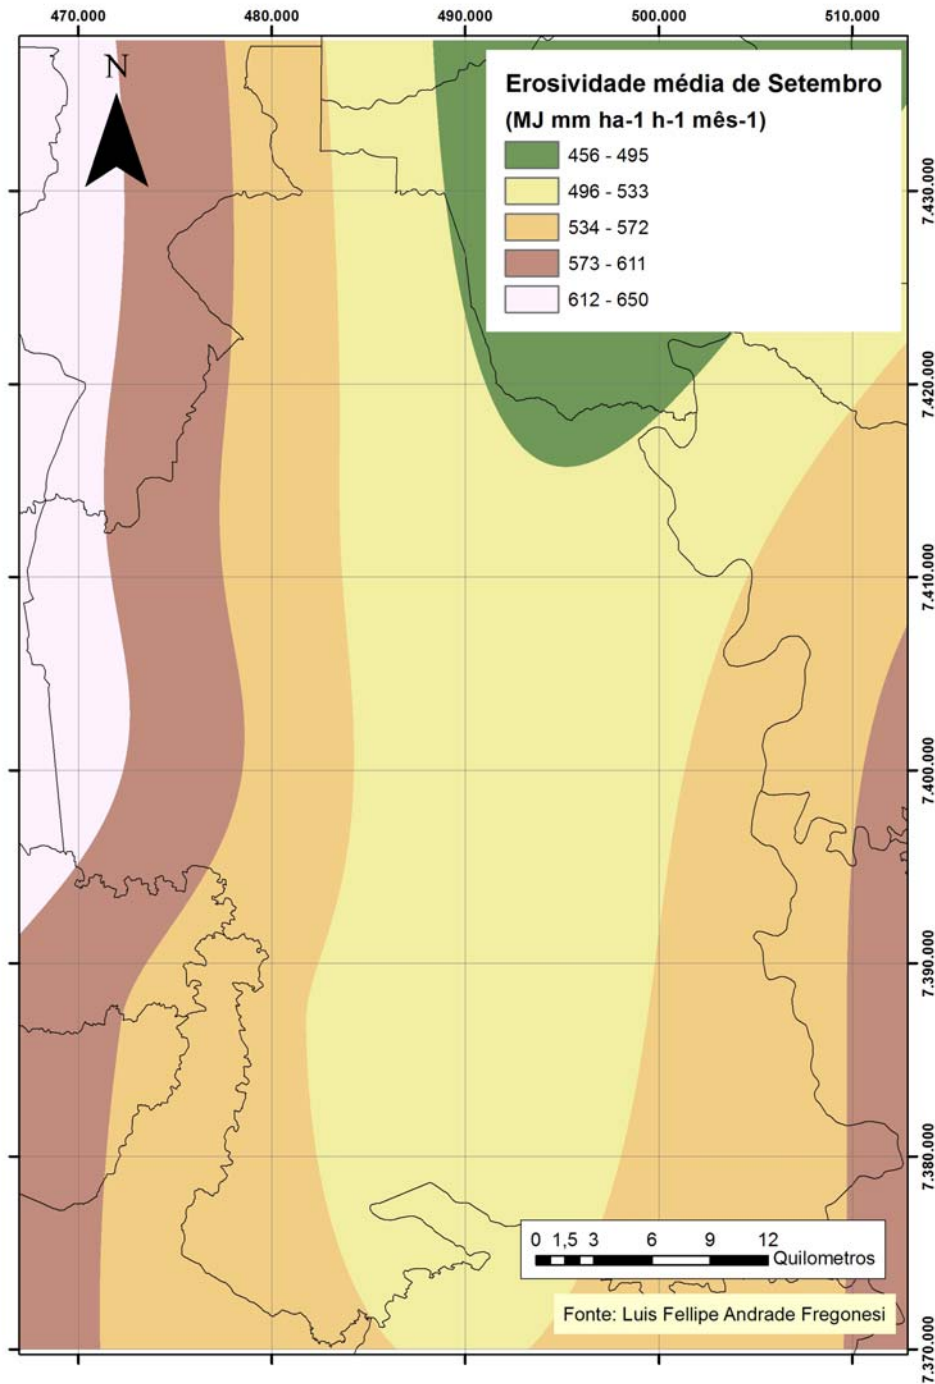 470.000 480.000 490.000 500.000 510.000
N
Erosividade média de Setembro
(MJ mm ha-1 h-1 mês-1)
456 - 495
496 - 533
534 - 572
573 - 611
612 - 650
7.430.000
7.420.000
7.410.000
7.400.000
7.390.000
7.380.000
7.370.000
0 1,5 3 6 9 12
Quilometros
Fonte: Luis Fellipe Andrade Fregonesi